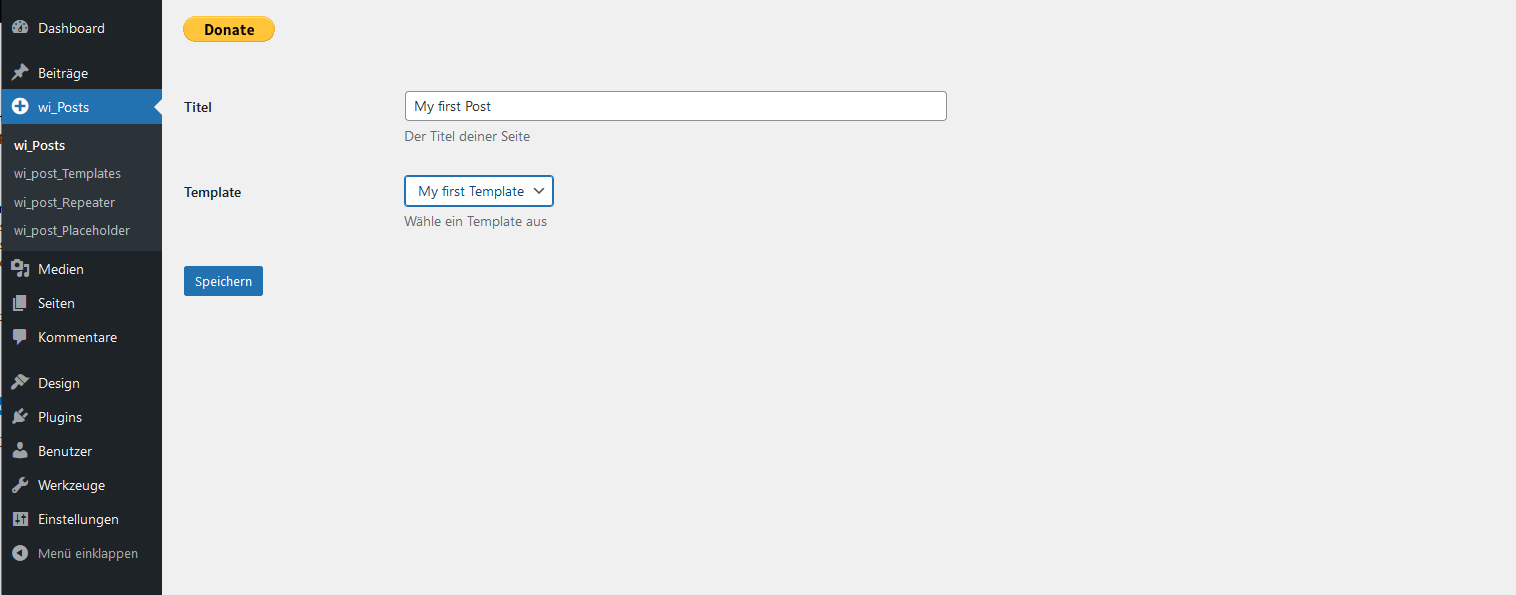 Dashboard
Beiträge
wi_Posts
wi_Posts
wi_post_Templates
wi_post_Repeater
wi_post_Placeholder
Medien
Seiten
Kommentare
Design
Plugins
Benutzer
Werkzeuge
Einstellungen
Menü einklappen
Donate
Titel
My first Post
Der Titel deiner Seite
Template
My first Template
Wähle ein Template aus
Speichern